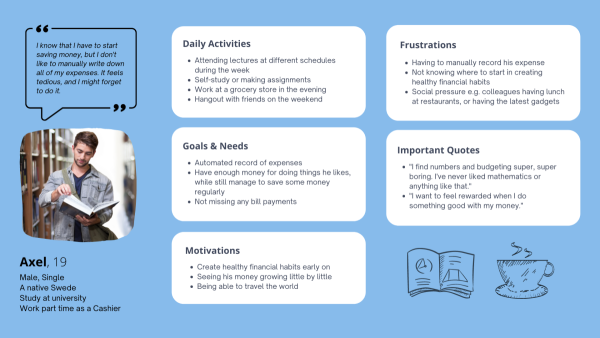 I know that I have to start
saving money, but I don't
like to manually write down
all of my expenses. It feels
tedious, and I might forget
to do it.
Axel, 19
Male, Single
A native Swede
Study at university
Work part time as a Cashier
Daily Activities
• Attending lectures at different schedules
during the week
• Self-study or making assignments
• Work at a grocery store in the evening
• Hangout with friends on the weekend
Goals & Needs
• Automated record of expenses
• Have enough money for doing things he likes,
while still manage to save some money
regularly
• Not missing any bill payments
Motivations
• Create healthy financial habits early on
• Seeing his money growing little by little
• Being able to travel the world
Frustrations
• Having to manually record his expense
• Not knowing where to start in creating
healthy financial habits
• Social pressure e.g. colleagues having lunch
at restaurants, or having the latest gadgets
Important Quotes
• "I find numbers and budgeting super, super
boring. I've never liked mathematics or
anything like that."
• "I want to feel rewarded when I do
something good with my money."